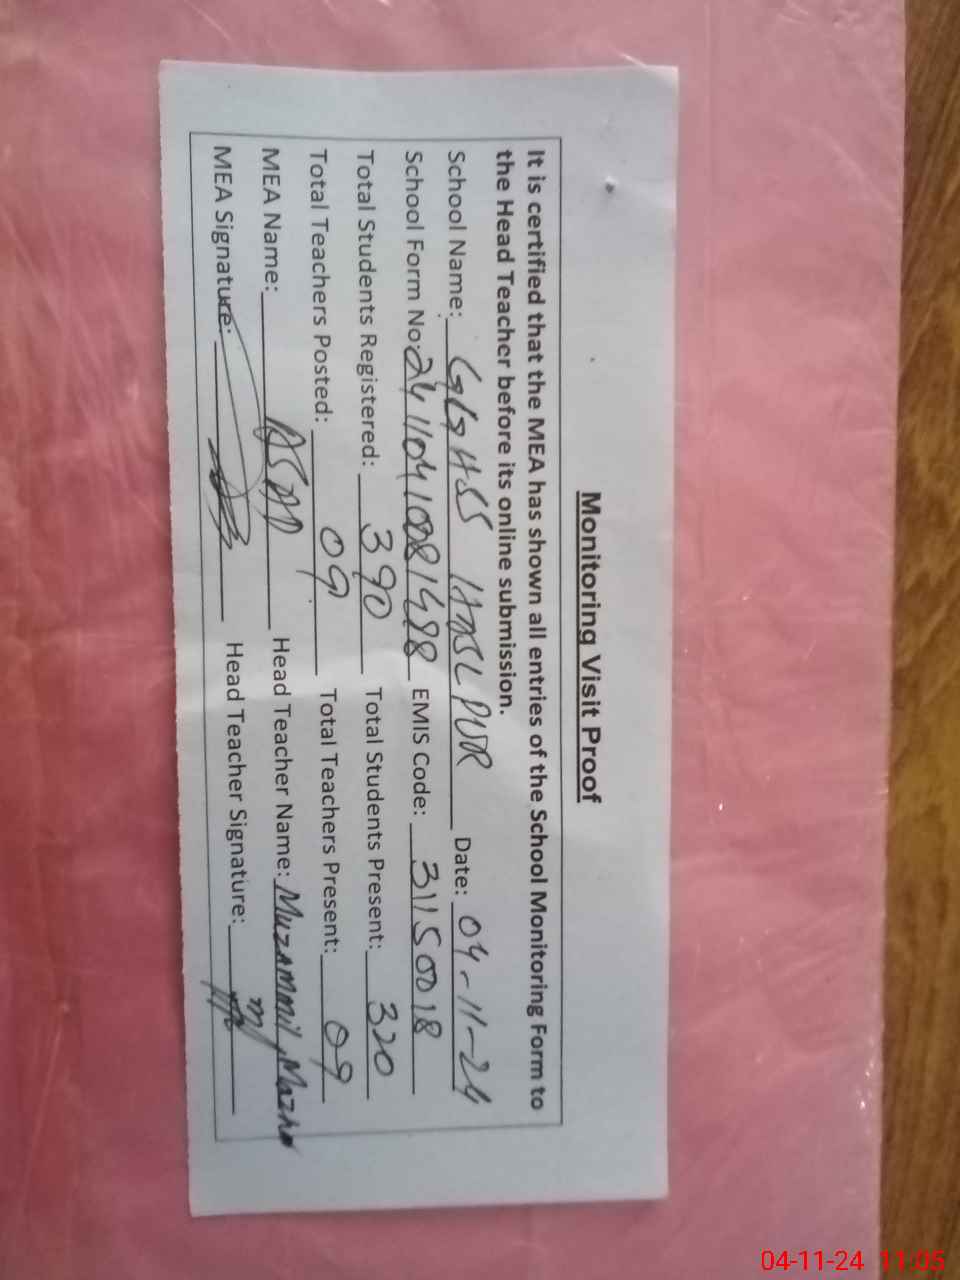 Monitoring Visit Proof
It is certified that the MEA has shown all entries of the School Monitoring Form to
the Head Teacher before its online submission.
School Name: GGHSS Date: 04-11-24
School Form No: 24110410081488 EMIS Code: 31150018
Total Students Registered: 390 Total Students Present: 320
Total Teachers Posted: 09 Total Teachers Present: 09
MEA Name: ASAD Head Teacher Name: Muzammil
MEA Signature: Head Teacher Signature:
04-11-24 11:05